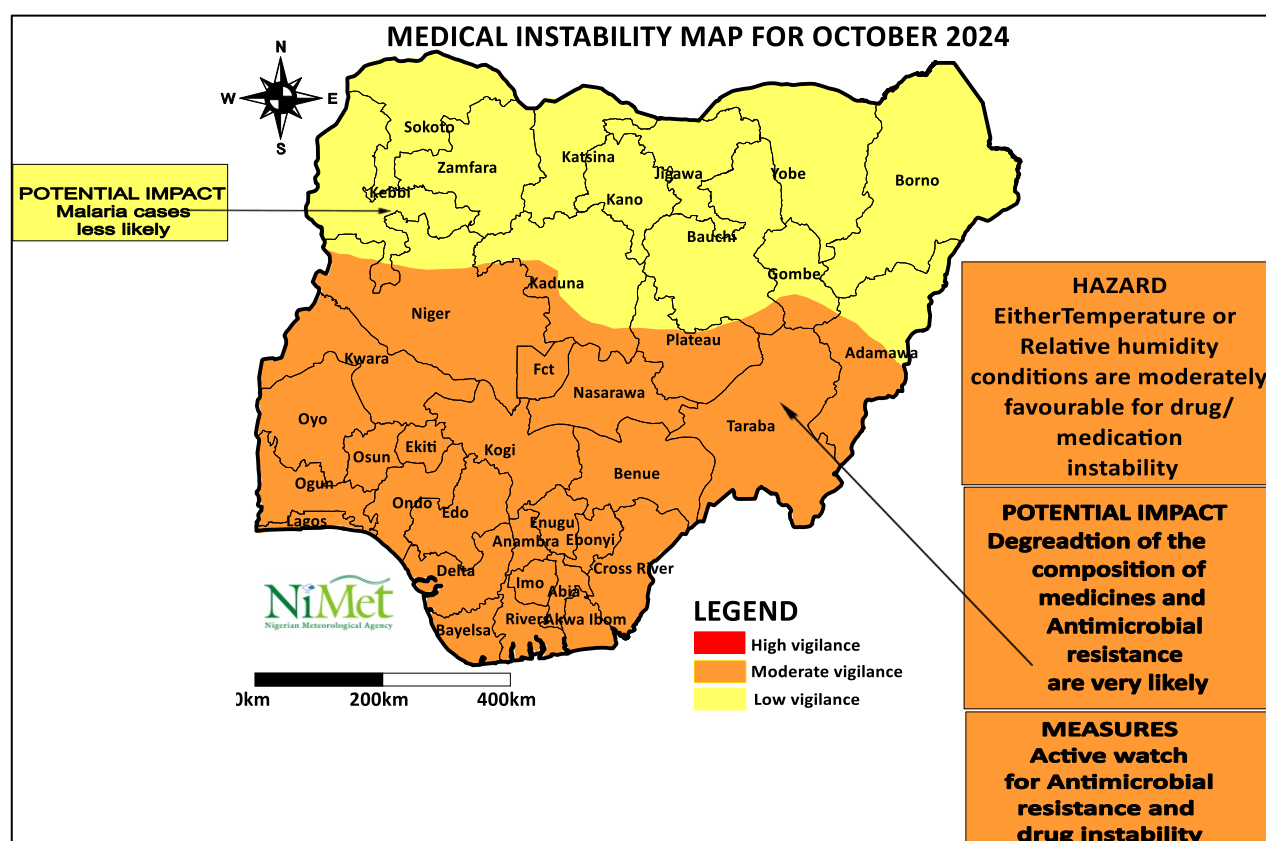 MEDICAL INSTABILITY MAP FOR OCTOBER 2024
N
W E
S
POTENTIAL IMPACT
Malaria cases
less likely
Sokoto
Zamfara
Kebbi
Katsina
Kano
Jigawa
Yobe
Borno
Bauchi
Gombe
Kaduna
Niger
Plateau
Adamawa
Kwara
Fct
Nasarawa
Oyo
Taraba
Osun
Ekiti
Kogi
Benue
Ogun
Ondo
Edo
Lagos
Enugu
Anambra
Ebonyi
Cross River
Delta
Imo
Abia
Rivers
Akwa Ibom
Bayelsa
HAZARD
EitherTemperature or
Relative humidity
conditions are moderately
favourable for drug/
medication
instability
POTENTIAL IMPACT
Degreadtion of the
composition of
medicines and
Antimicrobial
resistance
are very likely
MEASURES
Active watch
for Antimicrobial
resistance and
drug instability
NiMet
Nigerian Meteorological Agency
LEGEND
High vigilance
Moderate vigilance
Low vigilance
0km 200km 400km